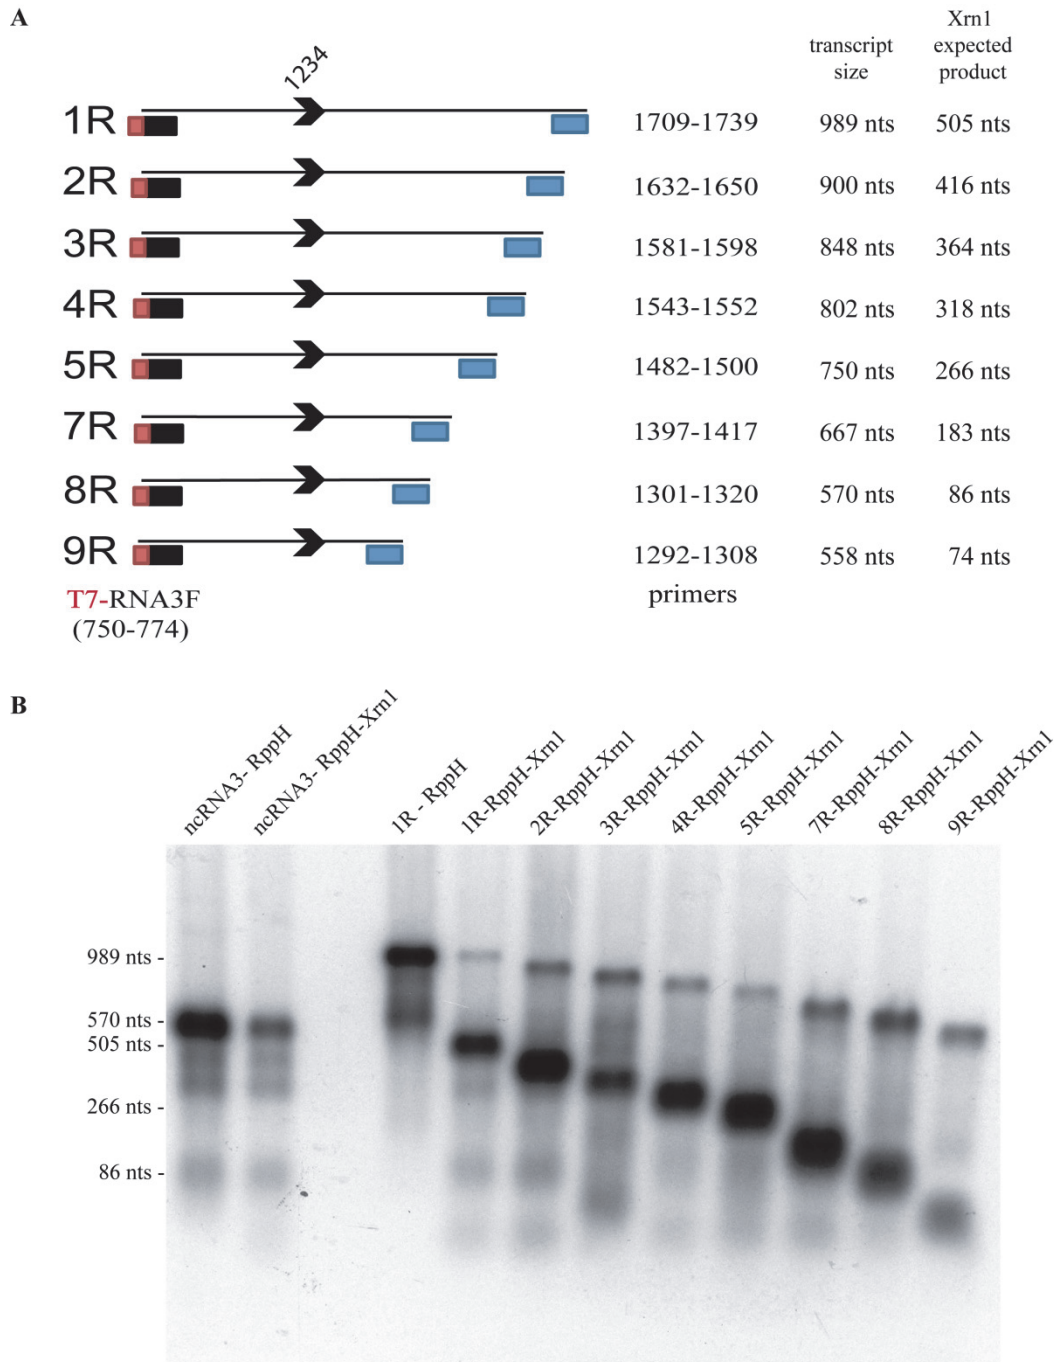 A
1234
transcript
size
Xrn1
expected
product
1R 1709-1739 989 nts 505 nts
2R 1632-1650 900 nts 416 nts
3R 1581-1598 848 nts 364 nts
4R 1543-1552 802 nts 318 nts
5R 1482-1500 750 nts 266 nts
7R 1397-1417 667 nts 183 nts
8R 1301-1320 570 nts 86 nts
9R 1292-1308 558 nts 74 nts
T7-RNA3F
(750-774)
primers
B
ncRNA3- RppH
ncRNA3- RppH-Xrn1
1R - RppH
1R-RppH-Xrn1
2R-RppH-Xrn1
3R-RppH-Xrn1
4R-RppH-Xrn1
5R-RppH-Xrn1
7R-RppH-Xrn1
8R-RppH-Xrn1
9R-RppH-Xrn1
989 nts -
570 nts -
505 nts -
266 nts -
86 nts -